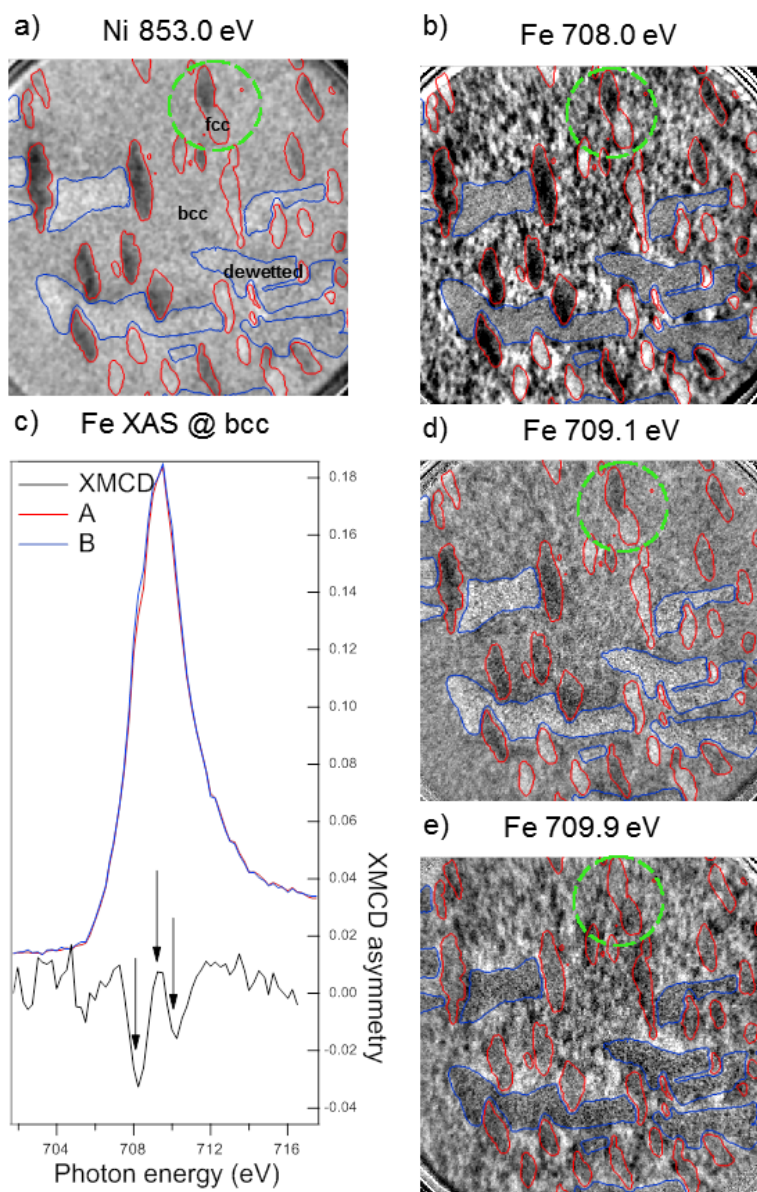 a) Ni 853.0 eV
fcc
bcc
dewetted
b) Fe 708.0 eV
c) Fe XAS @ bcc
XMCD
A
B
0.18
0.16
0.14
0.12
0.10
0.08
0.06
0.04
0.02
0.00
-0.02
-0.04
XMCD asymmetry
704 708 712 716
Photon energy (eV)
d) Fe 709.1 eV
e) Fe 709.9 eV